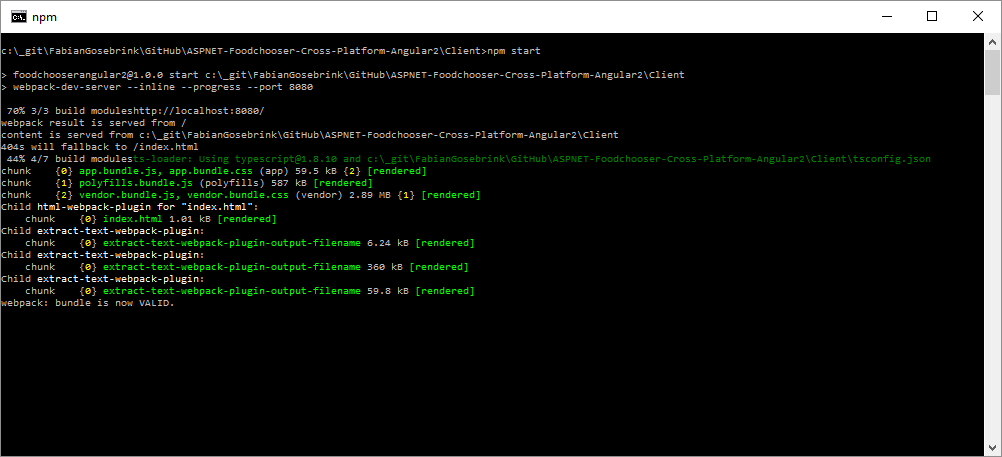 npm
c:\_git\FabianGosebrink\GitHub\ASPNET-Foodchooser-Cross-Platform-Angular2\Client>npm start
> foodchooserangular2@1.0.0 start c:\_git\FabianGosebrink\GitHub\ASPNET-Foodchooser-Cross-Platform-Angular2\Client
> webpack-dev-server --inline --progress --port 8080
70% 3/3 build moduleshttp://localhost:8080/
webpack result is served from /
content is served from c:\_git\FabianGosebrink\GitHub\ASPNET-Foodchooser-Cross-Platform-Angular2\Client
404s will fallback to /index.html
44% 4/7 build modulests-loader: Using typescript@1.8.10 and c:\_git\FabianGosebrink\GitHub\ASPNET-Foodchooser-Cross-Platform-Angular2\Client\tsconfig.json
chunk    {0} app.bundle.js, app.bundle.css (app) 59.5 kB {2} [rendered]
chunk    {1} polyfills.bundle.js (polyfills) 587 kB [rendered]
chunk    {2} vendor.bundle.js, vendor.bundle.css (vendor) 2.89 MB {1} [rendered]
Child html-webpack-plugin for "index.html":
    chunk    {0} index.html 1.01 kB [rendered]
Child extract-text-webpack-plugin:
    chunk    {0} extract-text-webpack-plugin-output-filename 6.24 kB [rendered]
Child extract-text-webpack-plugin:
    chunk    {0} extract-text-webpack-plugin-output-filename 360 kB [rendered]
Child extract-text-webpack-plugin:
    chunk    {0} extract-text-webpack-plugin-output-filename 59.8 kB [rendered]
webpack: bundle is now VALID.